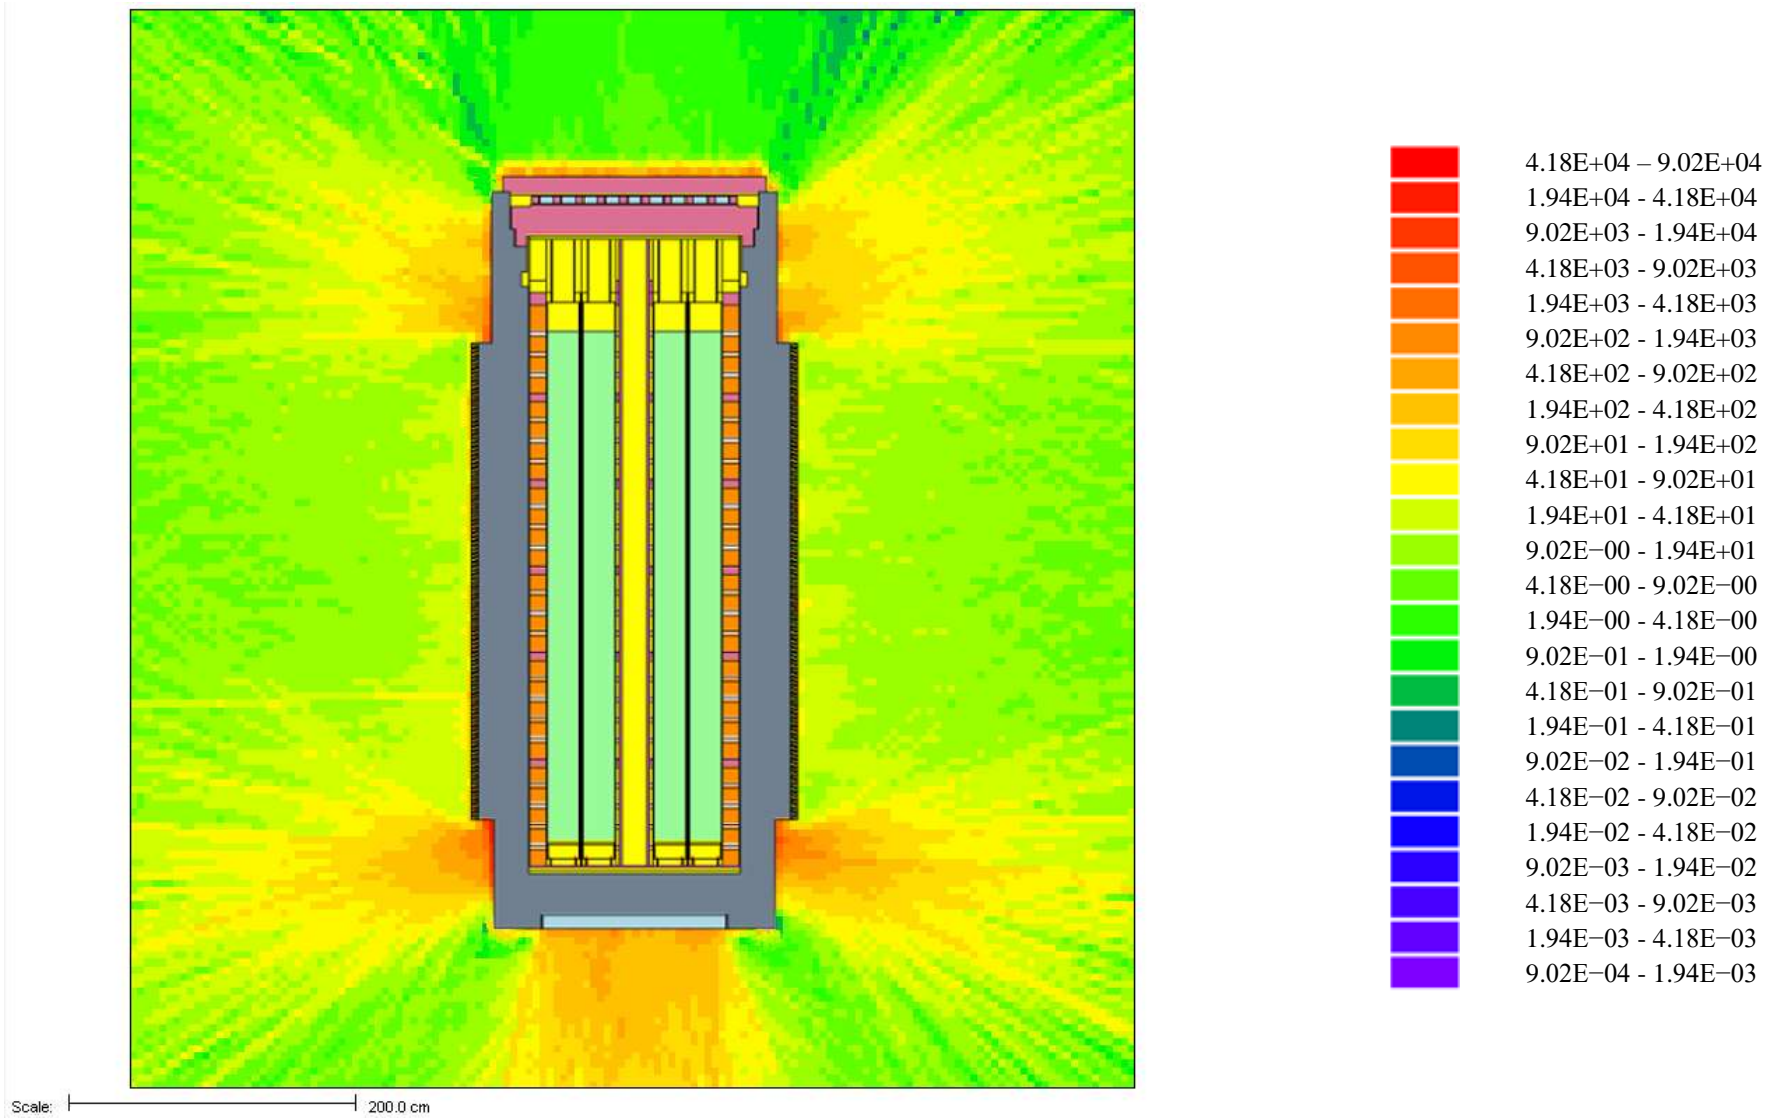 4.18E+04 – 9.02E+04
1.94E+04 - 4.18E+04
9.02E+03 - 1.94E+04
4.18E+03 - 9.02E+03
1.94E+03 - 4.18E+03
9.02E+02 - 1.94E+03
4.18E+02 - 9.02E+02
1.94E+02 - 4.18E+02
9.02E+01 - 1.94E+02
4.18E+01 - 9.02E+01
1.94E+01 - 4.18E+01
9.02E−00 - 1.94E+01
4.18E−00 - 9.02E−00
1.94E−00 - 4.18E−00
9.02E−01 - 1.94E−00
4.18E−01 - 9.02E−01
1.94E−01 - 4.18E−01
9.02E−02 - 1.94E−01
4.18E−02 - 9.02E−02
1.94E−02 - 4.18E−02
9.02E−03 - 1.94E−02
4.18E−03 - 9.02E−03
1.94E−03 - 4.18E−03
9.02E−04 - 1.94E−03
Scale: 200.0 cm